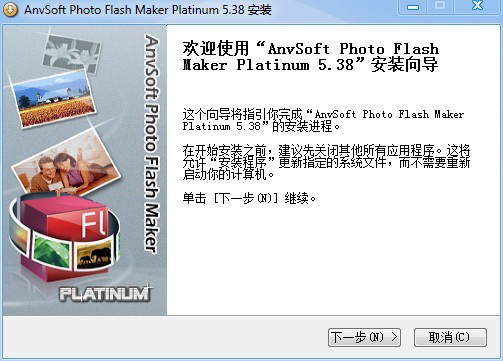 AnvSoft Photo Flash Maker Platinum 5.38 安装
AnvSoft Photo Flash Maker
Fl
PLATINUM
欢迎使用“AnvSoft Photo Flash
Maker Platinum 5.38”安装向导
这个向导将指引你完成“AnvSoft Photo Flash Maker
Platinum 5.38”的安装进程。
在开始安装之前，建议先关闭其他所有应用程序。这将
允许“安装程序”更新指定的系统文件，而不需要重新
启动你的计算机。
单击 [下一步(N)] 继续。
下一步(N) >
取消(C)